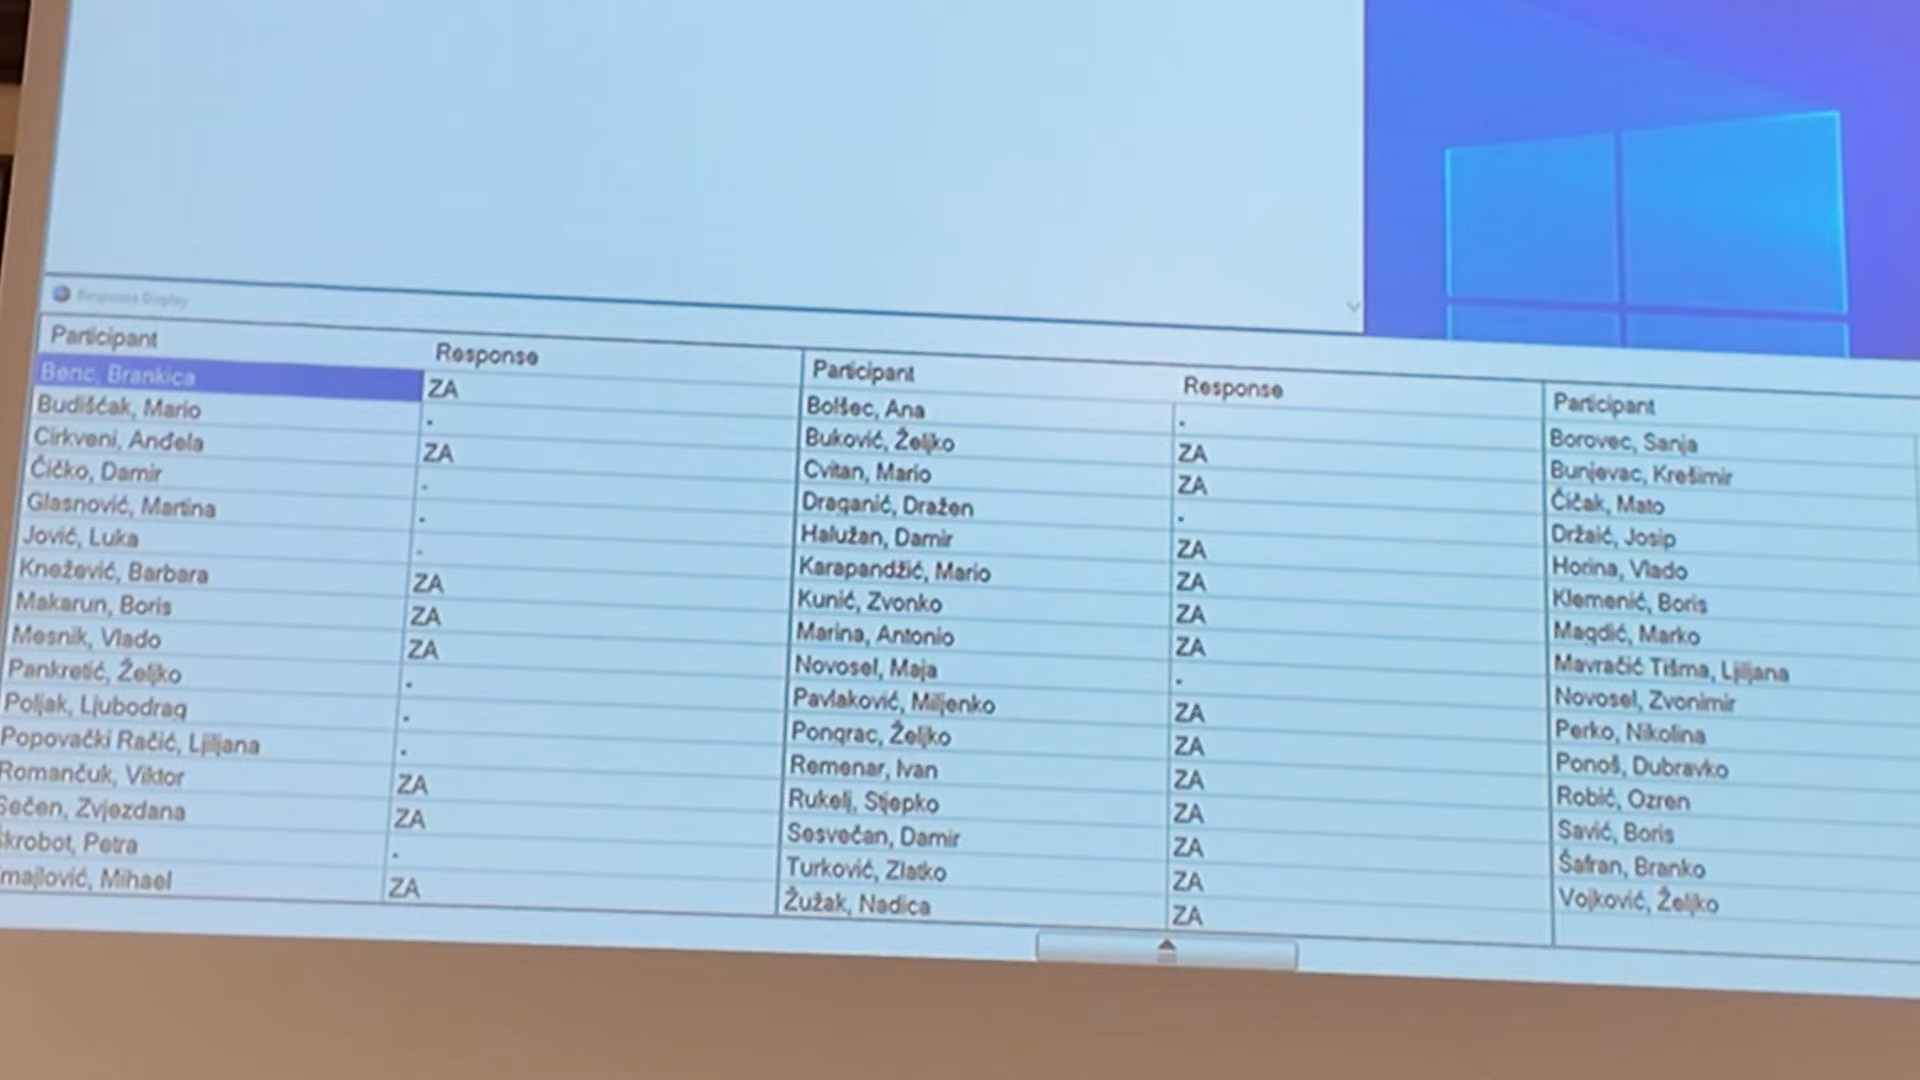 Response Display
Participant Response Participant Response Participant
Benc, Brankica ZA Bolšec, Ana . Borovec, Sanja
Budišćak, Mario . Buković, Željko ZA Bunjevac, Krešimir
Cirkveni, Anđela ZA Cvitan, Mario ZA Čičak, Mato
Čičko, Damir . Draganić, Dražen . Držaić, Josip
Glasnović, Martina . Halužan, Damir ZA Horina, Vlado
Jović, Luka . Karapandžić, Mario ZA Klemenić, Boris
Knežević, Barbara ZA Kunić, Zvonko ZA Magdić, Marko
Makarun, Boris ZA Marina, Antonio ZA Mavračić Tišma, Ljiljana
Mesnik, Vlado ZA Novosel, Maja . Novosel, Zvonimir
Pankretić, Željko . Pavlaković, Miljenko ZA Perko, Nikolina
Poljak, Ljubodrag . Pongrac, Željko ZA Ponoš, Dubravko
Popovački Račić, Ljiljana . Remenar, Ivan ZA Robić, Ozren
Romančuk, Viktor ZA Rukelj, Stjepko ZA Savić, Boris
Sečen, Zvjezdana ZA Sesvečan, Damir ZA Šafran, Branko
krobot, Petra . Turković, Zlatko ZA Vojković, Željko
majlović, Mihael ZA Žužak, Nadica ZA